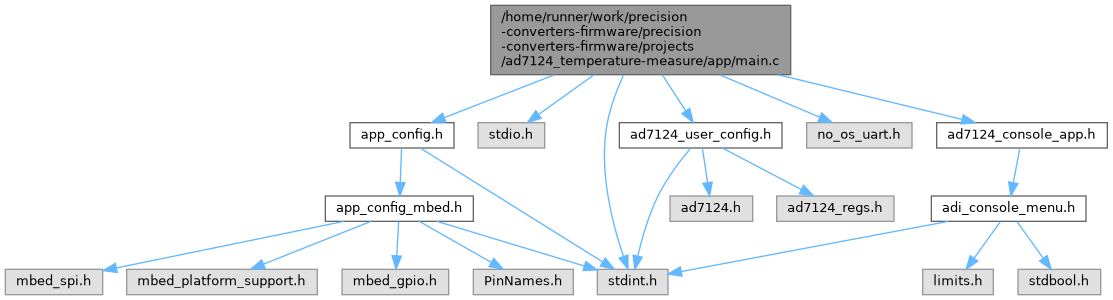 /home/runner/work/precision
-converters-firmware/precision
-converters-firmware/projects
/ad7124_temperature-measure/app/main.c
app_config.h
stdio.h
ad7124_user_config.h
no_os_uart.h
ad7124_console_app.h
app_config_mbed.h
ad7124.h
ad7124_regs.h
adi_console_menu.h
mbed_spi.h
mbed_platform_support.h
mbed_gpio.h
PinNames.h
stdint.h
limits.h
stdbool.h